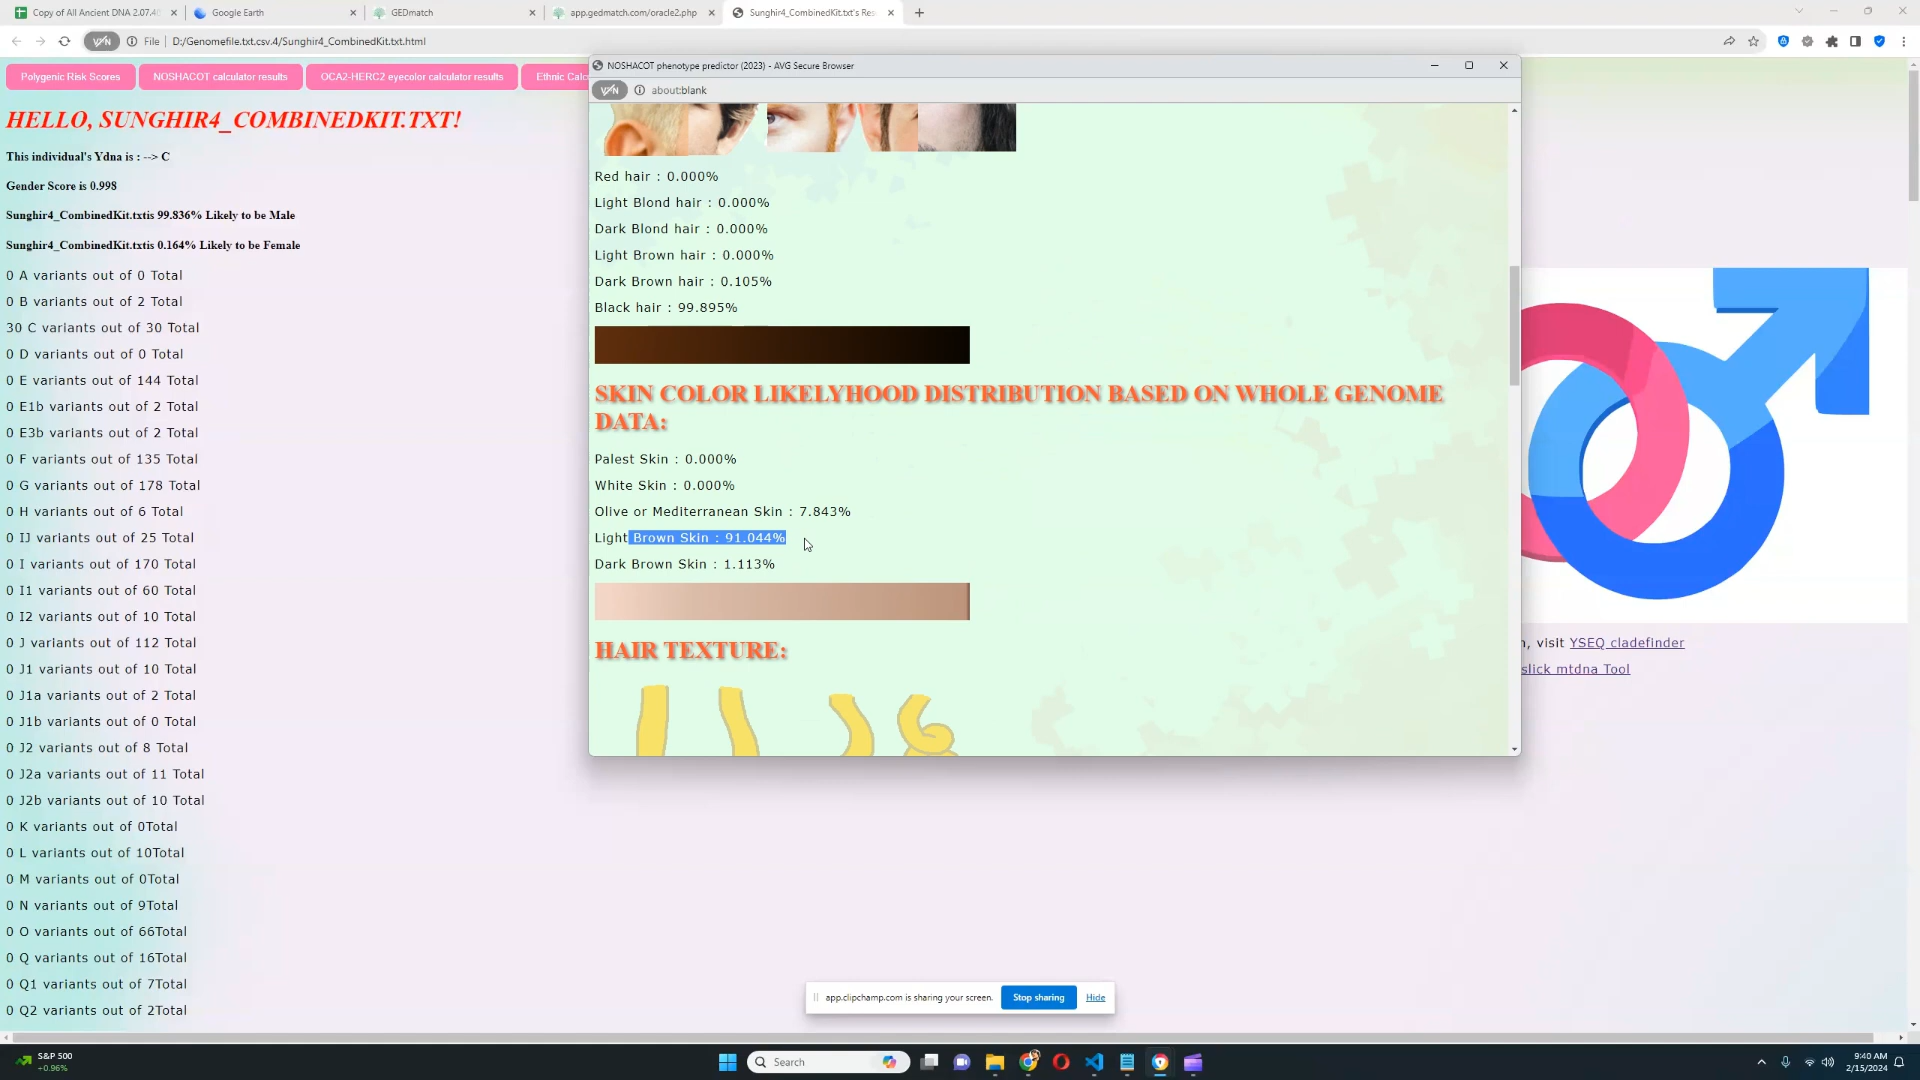 Copy of All Ancient DNA 2.07.48
Google Earth
GEDmatch
app.gedmatch.com/oracle2.php
Sunghir4_CombinedKit.txt's Res
File
D:/Genomefile.txt.csv.4/Sunghir4_CombinedKit.txt.html
Polygenic Risk Scores
NOSHACOT calculator results
OCA2-HERC2 eyecolor calculator results
Ethnic Calc
HELLO, SUNGHIR4_COMBINEDKIT.TXT!
This individual's Ydna is : --> C
Gender Score is 0.998
Sunghir4_CombinedKit.txtis 99.836% Likely to be Male
Sunghir4_CombinedKit.txtis 0.164% Likely to be Female
0 A variants out of 0 Total
0 B variants out of 2 Total
30 C variants out of 30 Total
0 D variants out of 0 Total
0 E variants out of 144 Total
0 E1b variants out of 2 Total
0 E3b variants out of 2 Total
0 F variants out of 135 Total
0 G variants out of 178 Total
0 H variants out of 6 Total
0 IJ variants out of 25 Total
0 I variants out of 170 Total
0 I1 variants out of 60 Total
0 I2 variants out of 10 Total
0 J variants out of 112 Total
0 J1 variants out of 10 Total
0 J1a variants out of 2 Total
0 J1b variants out of 0 Total
0 J2 variants out of 8 Total
0 J2a variants out of 11 Total
0 J2b variants out of 10 Total
0 K variants out of 0Total
0 L variants out of 10Total
0 M variants out of 0Total
0 N variants out of 9Total
0 O variants out of 66Total
0 Q variants out of 16Total
0 Q1 variants out of 7Total
0 Q2 variants out of 2Total
NOSHACOT phenotype predictor (2023) - AVG Secure Browser
VPN
about:blank
Red hair : 0.000%
Light Blond hair : 0.000%
Dark Blond hair : 0.000%
Light Brown hair : 0.000%
Dark Brown hair : 0.105%
Black hair : 99.895%
SKIN COLOR LIKELYHOOD DISTRIBUTION BASED ON WHOLE GENOME
DATA:
Palest Skin : 0.000%
White Skin : 0.000%
Olive or Mediterranean Skin : 7.843%
Light Brown Skin : 91.044%
Dark Brown Skin : 1.113%
HAIR TEXTURE:
n, visit YSEQ cladefinder
slick mtdna Tool
app.clipchamp.com is sharing your screen.
Stop sharing
Hide
S&P 500
+0.96%
Search
9:40 AM
2/15/2024